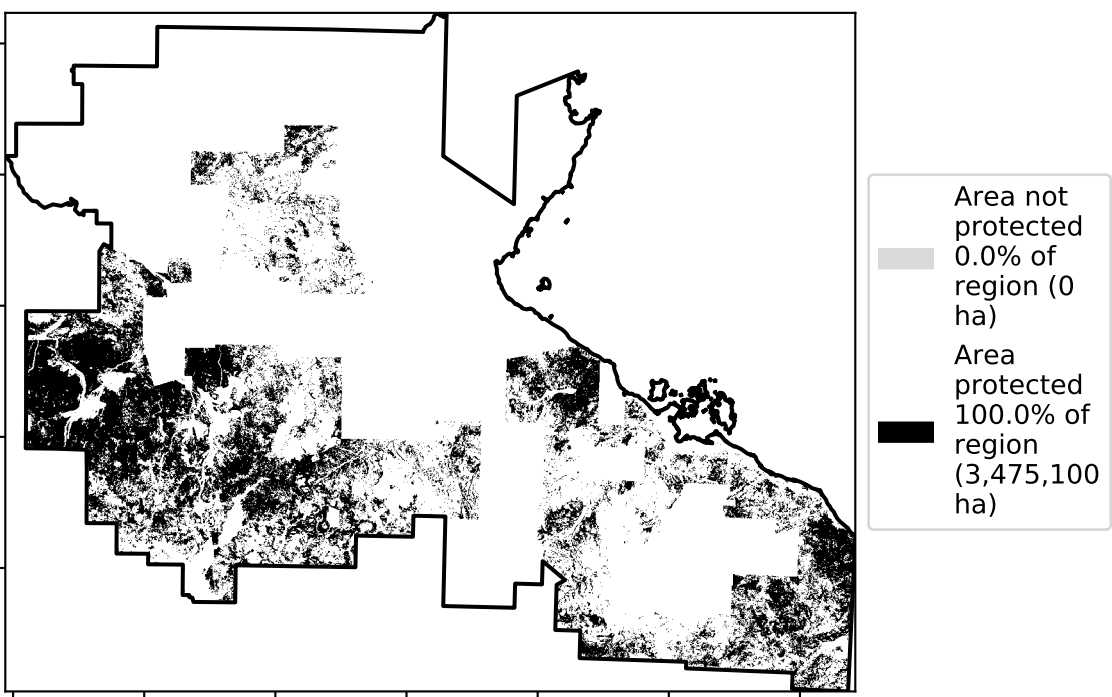 Area not
protected
0.0% of
region (0
ha)
Area
protected
100.0% of
region
(3,475,100
ha)